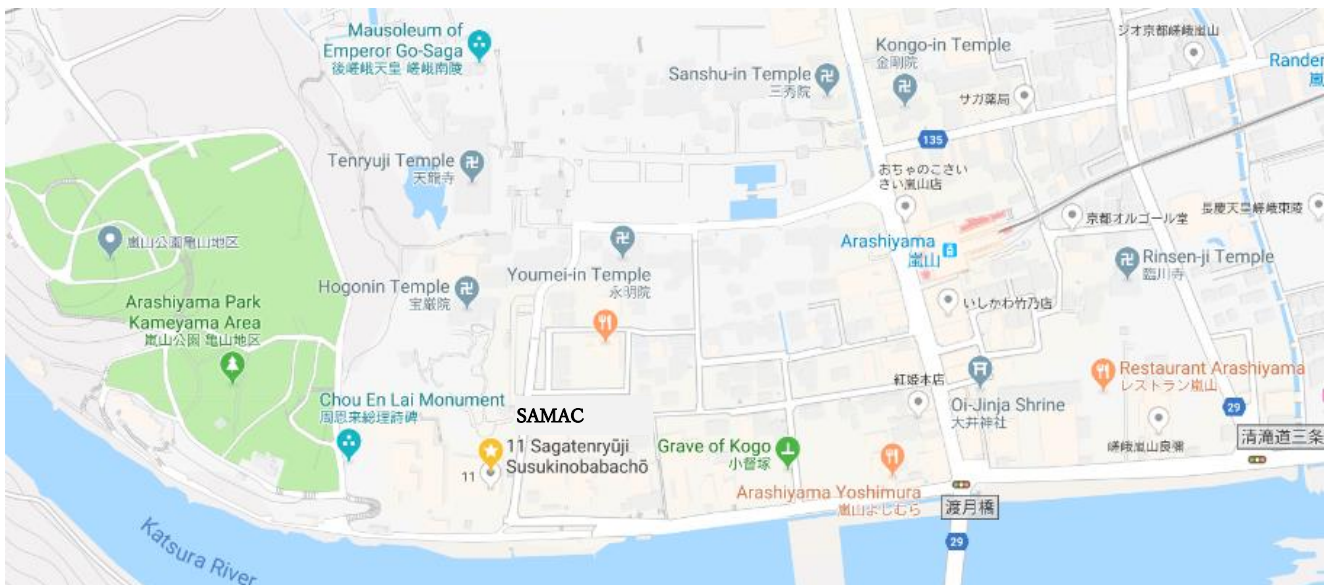 Mausoleum of
Emperor Go-Saga
後嵯峨天皇 嵯峨南陵
ジオ京都嵯峨嵐山
Kongo-in Temple
金剛院
Rander
嵐
Sanshu-in Temple
三秀院
サガ薬局
135
Tenryuji Temple
天龍寺
おちゃのこさい
さい嵐山店
京都オルゴール堂
長慶天皇嵯峨東陵
嵐山公園亀山地区
Arashiyama
嵐山
Rinsen-ji Temple
臨川寺
Youmei-in Temple
永明院
Hogonin Temple
宝厳院
Arashiyama Park
Kameyama Area
嵐山公園 亀山地区
いしかわ竹乃店
Restaurant Arashiyama
レストラン嵐山
紅姫本店
Chou En Lai Monument
周恩来総理詩碑
SAMAC
Oi-Jinja Shrine
大井神社
29
11 Sagatenryūji
Susukinobabachō
11
Grave of Kogo
小督塚
嵯峨嵐山良彌
清滝道三条
Arashiyama Yoshimura
嵐山よしむら
渡月橋
29
Katsura River